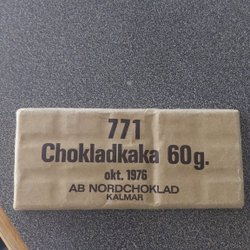 771
Chokladkaka 60g.
okt. 1976
AB NORDCHOKLAD
KALMAR